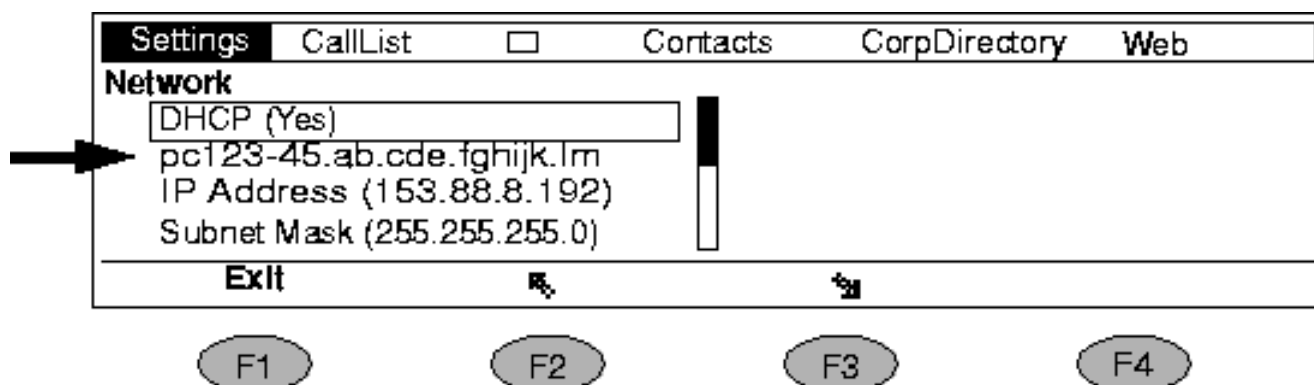 Settings CallList Contacts CorpDirectory Web
Network
DHCP (Yes)
pc123-45.ab.cde.fghijk.lm
IP Address (153.88.8.192)
Subnet Mask (255.255.255.0)
Exit
F1 F2 F3 F4